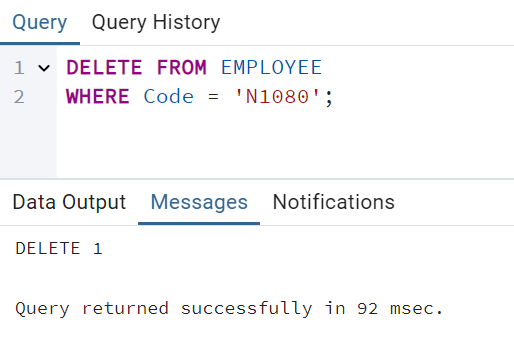 Query Query History
1 DELETE FROM EMPLOYEE
2 WHERE Code = 'N1080';
Data Output Messages Notifications
DELETE 1
Query returned successfully in 92 msec.